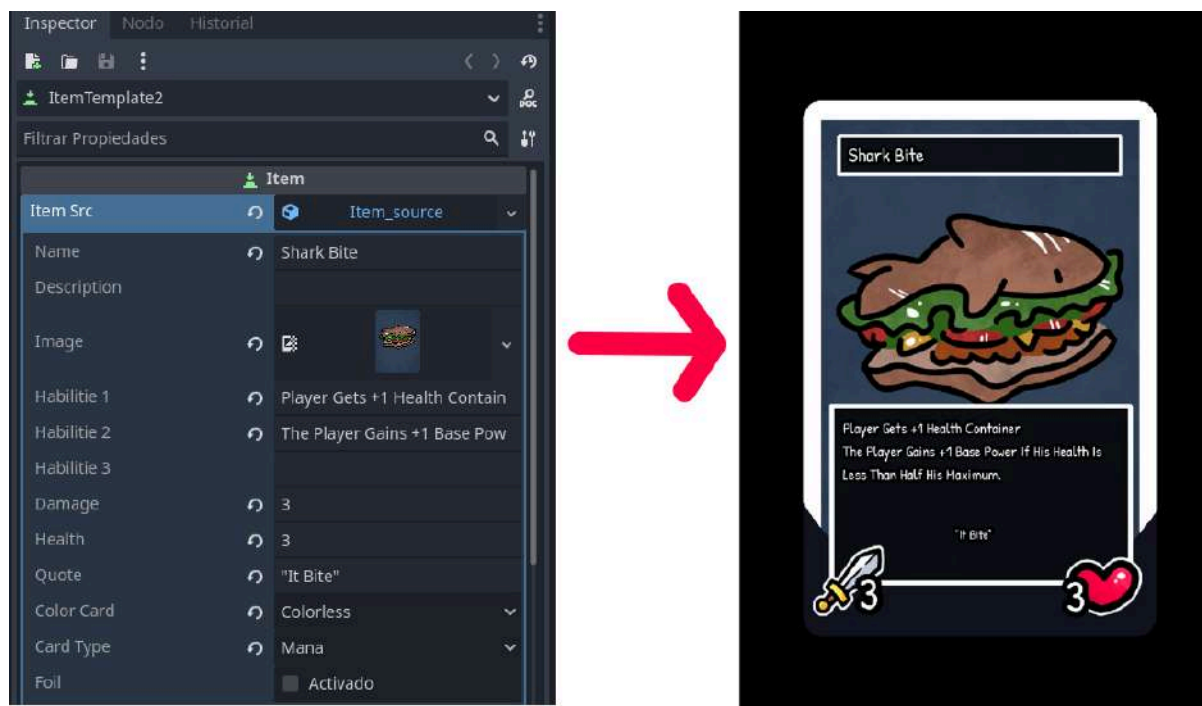 Inspector Nodo Historial
ItemTemplate2
DOC
Filtrar Propiedades
Item
Item Src Item_source
Name Shark Bite
Description
Image
Habilitie 1 Player Gets +1 Health Contain
Habilitie 2 The Player Gains +1 Base Pow
Habilitie 3
Damage 3
Health 3
Quote "It Bite"
Color Card Colorless
Card Type Mana
Foil Activado
Shark Bite
Player Gets +1 Health Container
The Player Gains +1 Base Power If His Health Is
Less Than Half His Maximum.
"It Bite"
3
3